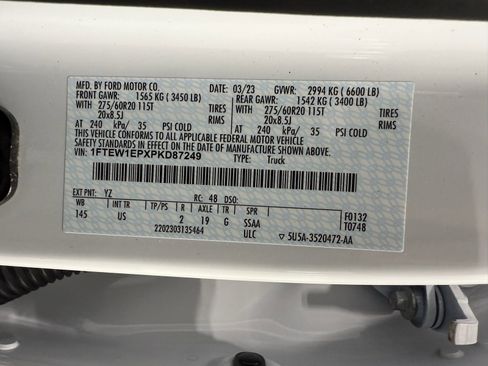 MFD. BY FORD MOTOR CO. 03/23 GVWR: 2994 KG ( 6600 LB)
FRONT GAWR: 1565 KG ( 3450 LB) REAR GAWR: 1542 KG ( 3400 LB)
WITH 275/60R20 115T TIRES WITH 275/60R20 115T TIRES
20x8.5J RIMS 20x8.5J RIMS
AT 240 kPa/ 35 PSI COLD AT 240 kPa/ 35 PSI COLD
THIS VEHICLE CONFORMS TO ALL APPLICABLE FEDERAL MOTOR VEHICLE
SAFETY STANDARDS IN EFFECT ON THE DATE OF MANUFACTURE SHOWN ABOVE.
VIN: 1FTEW1EPXPKD87249 TYPE: Truck
EXT PNT: YZ RC: 48 DSO:
WB INT TR TP/PS R AXLE TR SPR F0132
145 US 2 19 G SSAA T0748
2202303135464 ULC ▽ 5U5A-3520472-AA